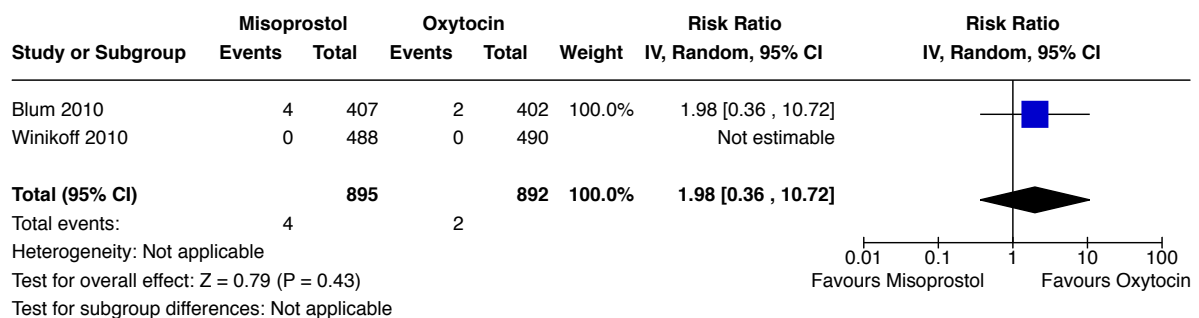 Misoprostol Oxytocin Risk Ratio Risk Ratio
Study or Subgroup Events Total Events Total Weight IV, Random, 95% CI IV, Random, 95% CI
Blum 2010 4 407 2 402 100.0% 1.98 [0.36 , 10.72]
Winikoff 2010 0 488 0 490 Not estimable
Total (95% CI) 895 892 100.0% 1.98 [0.36 , 10.72]
Total events: 4 2
Heterogeneity: Not applicable
0.01 0.1 1 10 100
Test for overall effect: Z = 0.79 (P = 0.43)
Favours Misoprostol Favours Oxytocin
Test for subgroup differences: Not applicable